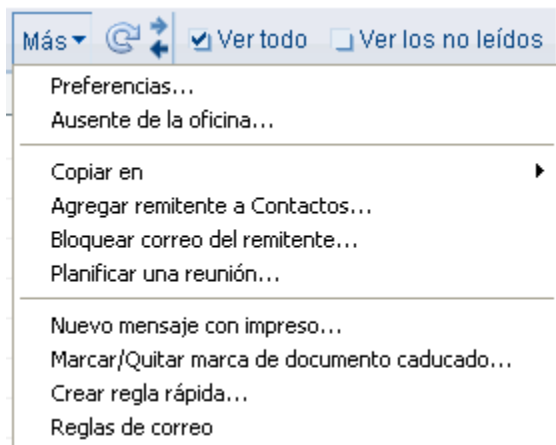 Más Ver todo Ver los no leídos
Preferencias...
Ausente de la oficina...
Copiar en
Agregar remitente a Contactos...
Bloquear correo del remitente...
Planificar una reunión...
Nuevo mensaje con impreso...
Marcar/Quitar marca de documento caducado...
Crear regla rápida...
Reglas de correo